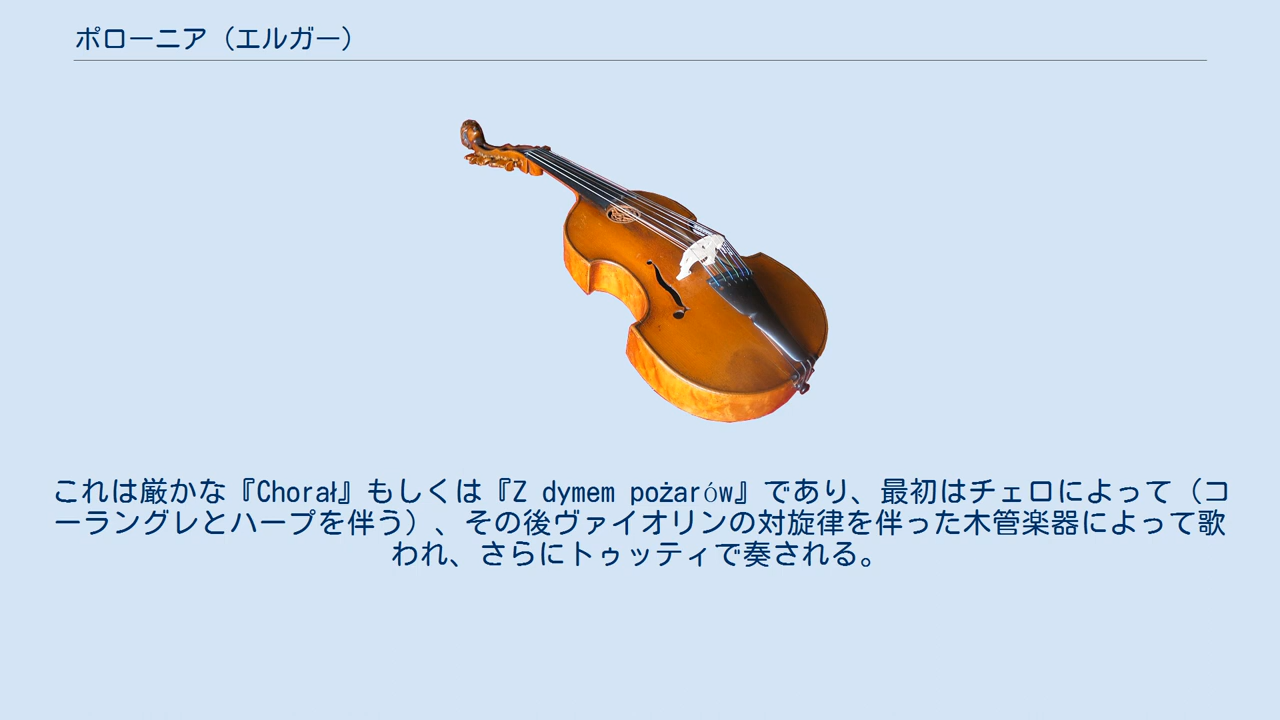 ポローニア（エルガー）
これは厳かな『Chorał』もしくは『Z dymem pożarów』であり、最初はチェロによって（コ
ーラングレとハープを伴う）、その後ヴァイオリンの対旋律を伴った木管楽器によって歌
われ、さらにトゥッティで奏される。